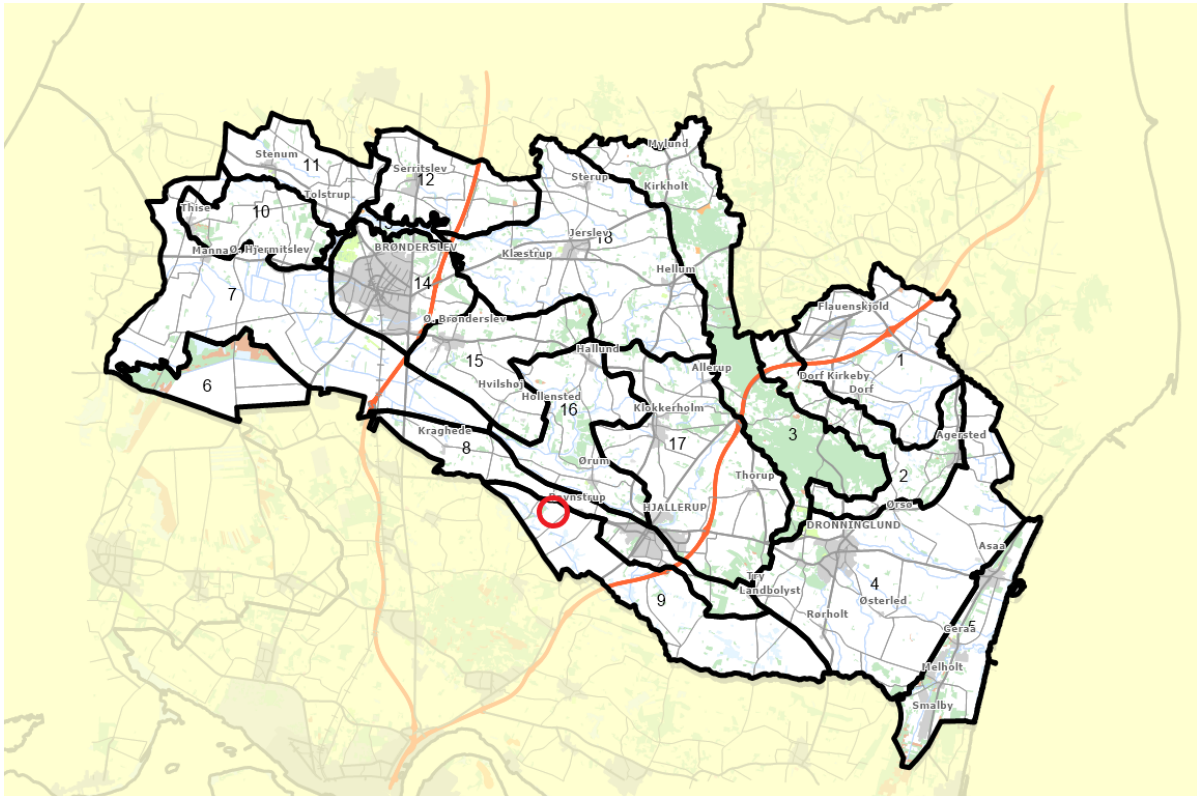 Mylund
Stenum
11
Serritslev
12
Sterup
Kirkholt
Tolstrup
Thise
10
Jerslev
18
Manna
Ø. Hjermitslev
BRØNDERSLEV
Klæstrup
Hellum
7
14
Flauenskjold
Ø. Brønderslev
Hallund
1
15
Allerup
Dorf Kirkeby
Dorf
6
Hvilshøj
Hollensted
16
Klokkerholm
Kraghede
8
17
3
Agersted
Ørum
Thorup
2
HJALLERUP
Ørsø
DRONNINGLUND
Asaa
Try
Landbolyst
4
9
Østerled
Rørholt
Geraa
5
Melholt
Smalby